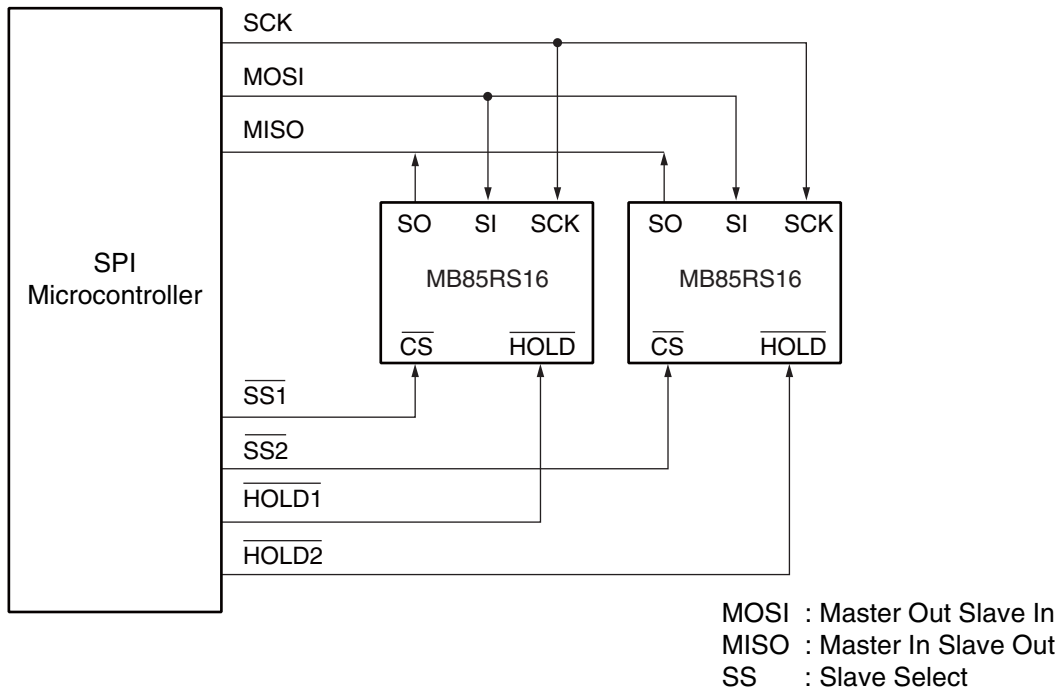 SCK
MOSI
MISO
SO SI SCK
MB85RS16
CS HOLD
SO SI SCK
MB85RS16
CS HOLD
SPI
Microcontroller
SS1
SS2
HOLD1
HOLD2
MOSI : Master Out Slave In
MISO : Master In Slave Out
SS : Slave Select